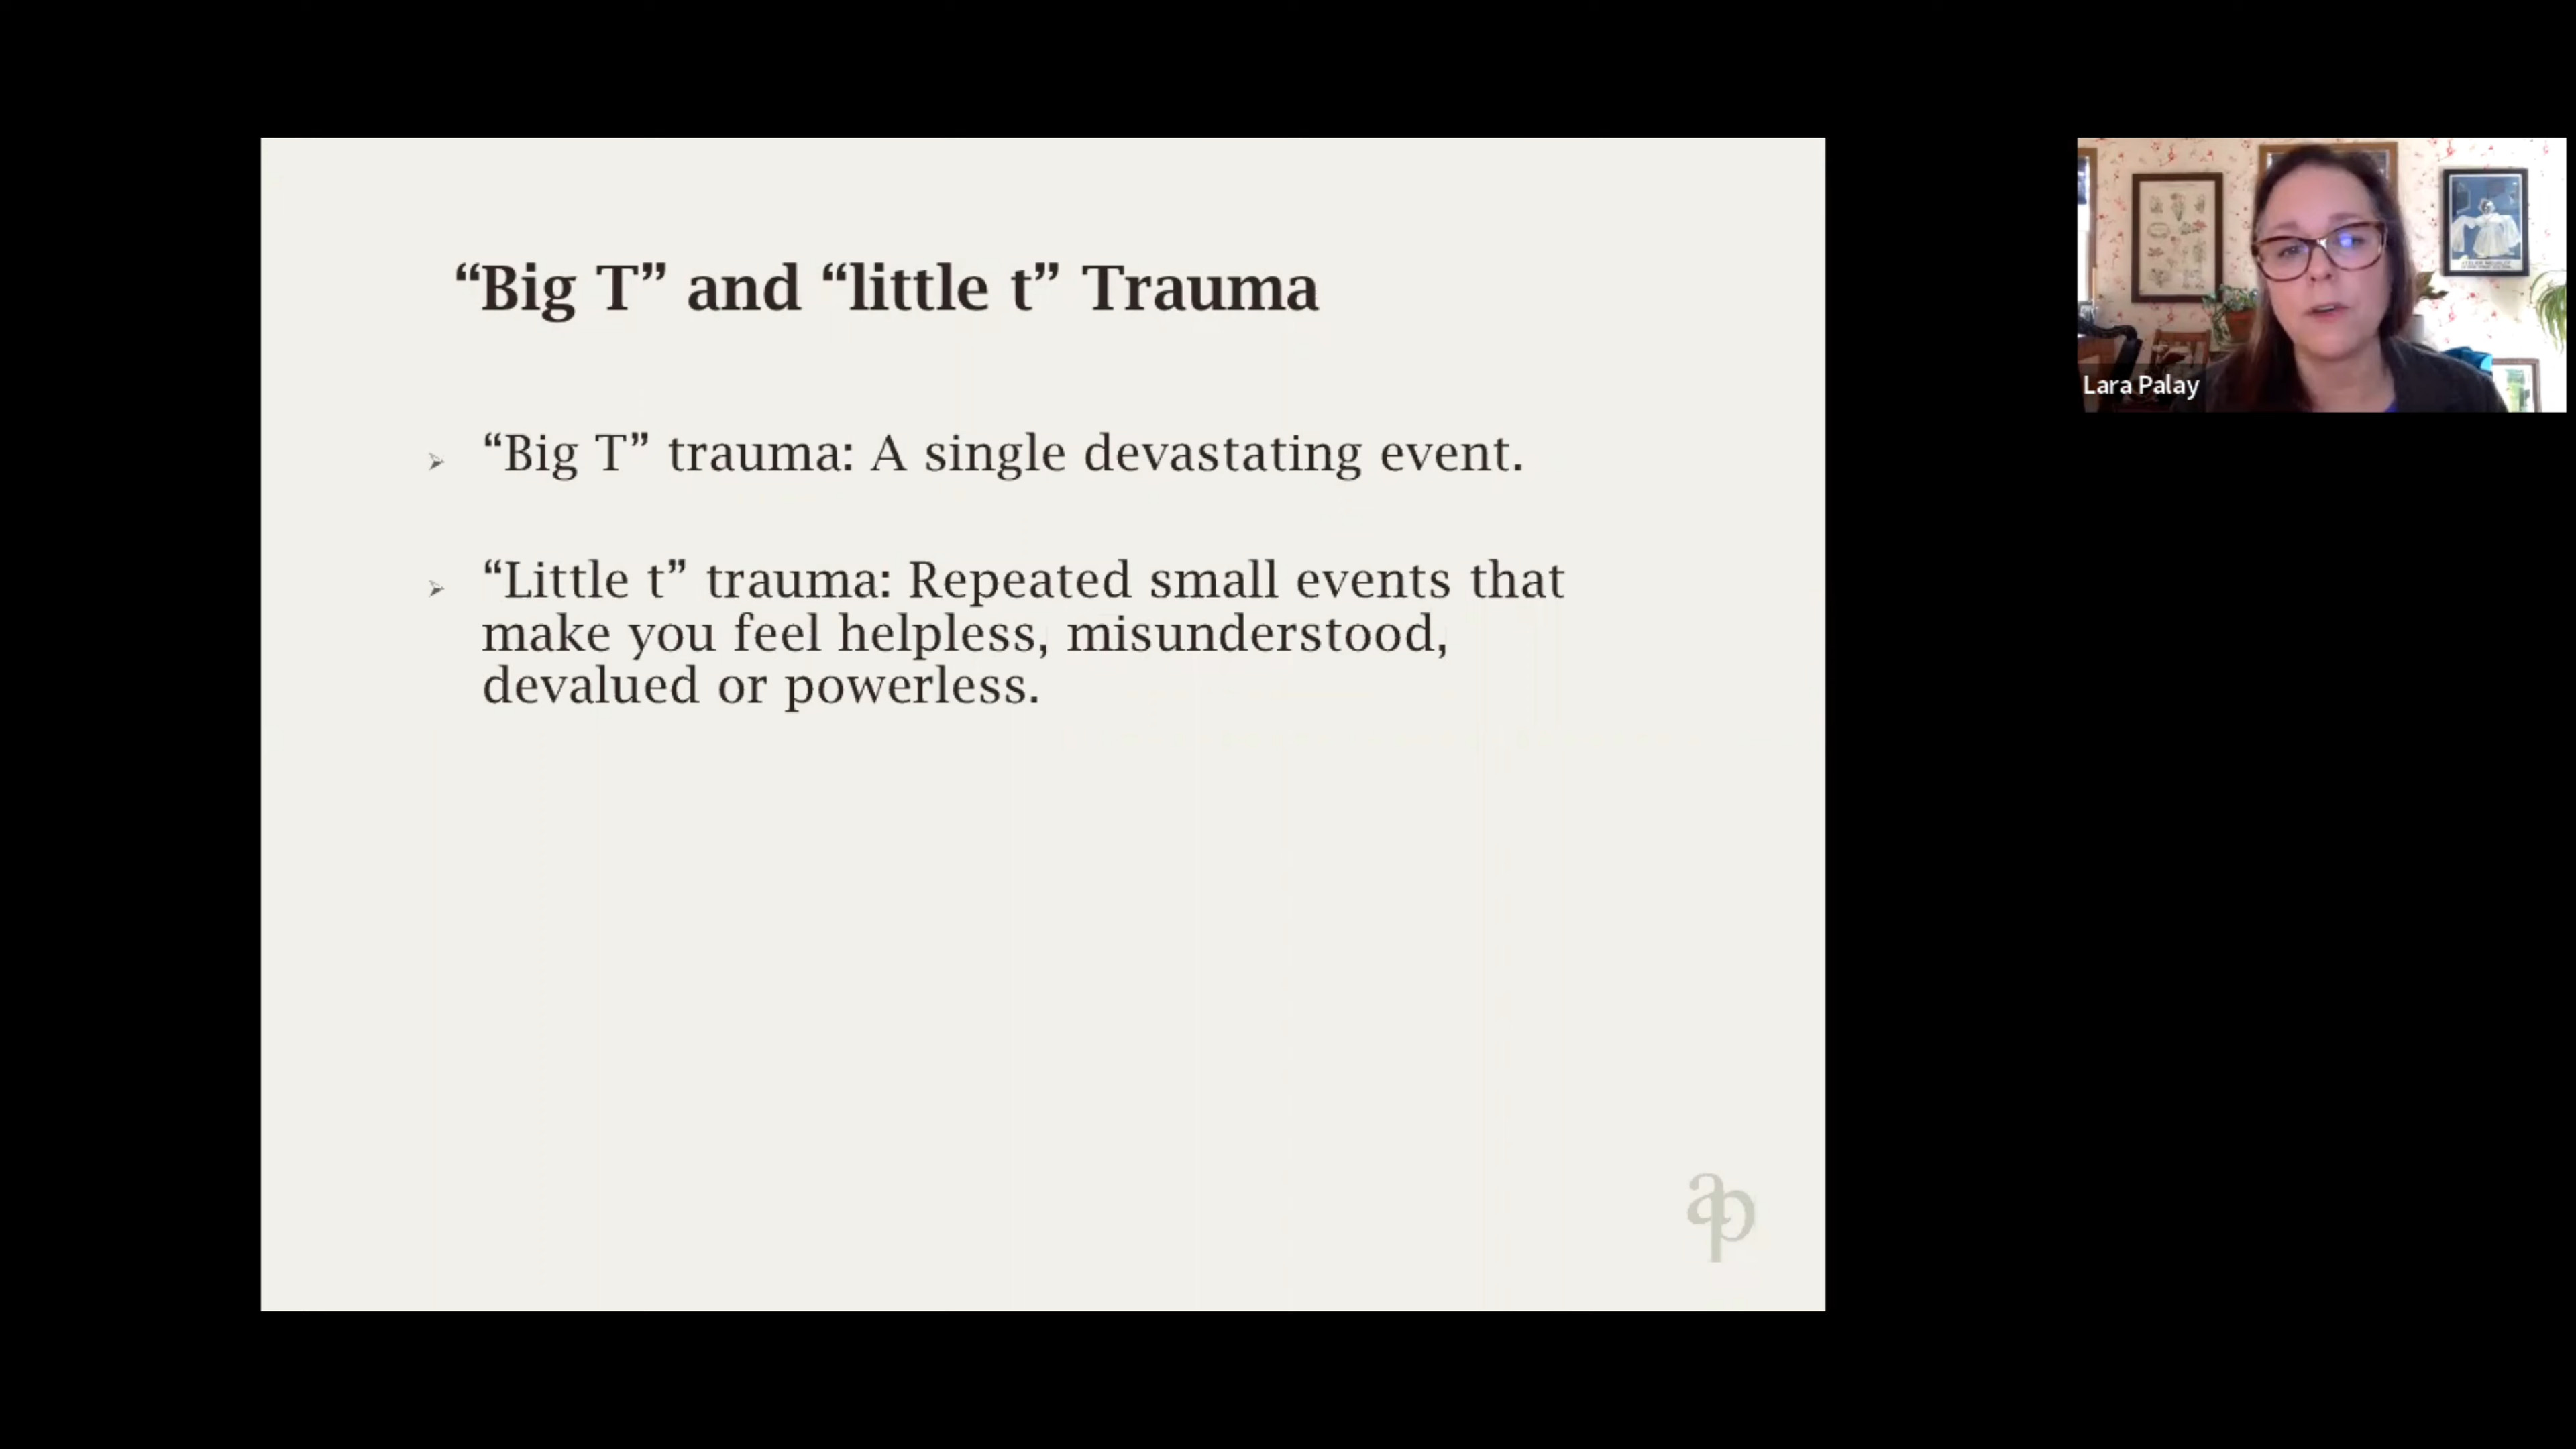 “Big T” and “little t” Trauma
“Big T” trauma: A single devastating event.
“Little t” trauma: Repeated small events that
make you feel helpless, misunderstood,
devalued or powerless.
ap
Lara Palay